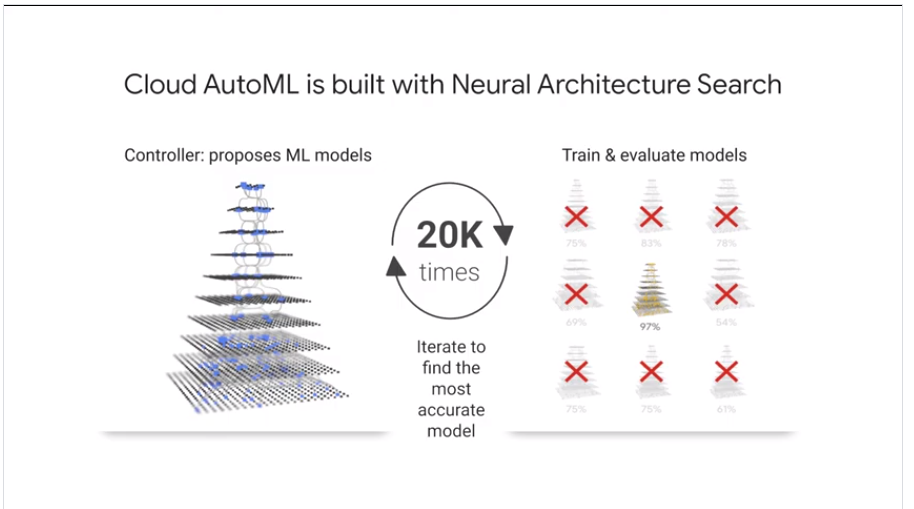 Cloud AutoML is built with Neural Architecture Search
Controller: proposes ML models
20K
times
Iterate to
find the
most
accurate
model
Train & evaluate models
75%
83%
78%
69%
97%
54%
75%
75%
61%